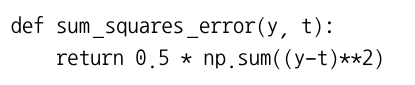 def sum_squares_error(y, t):
    return 0.5 * np.sum((y-t)**2)